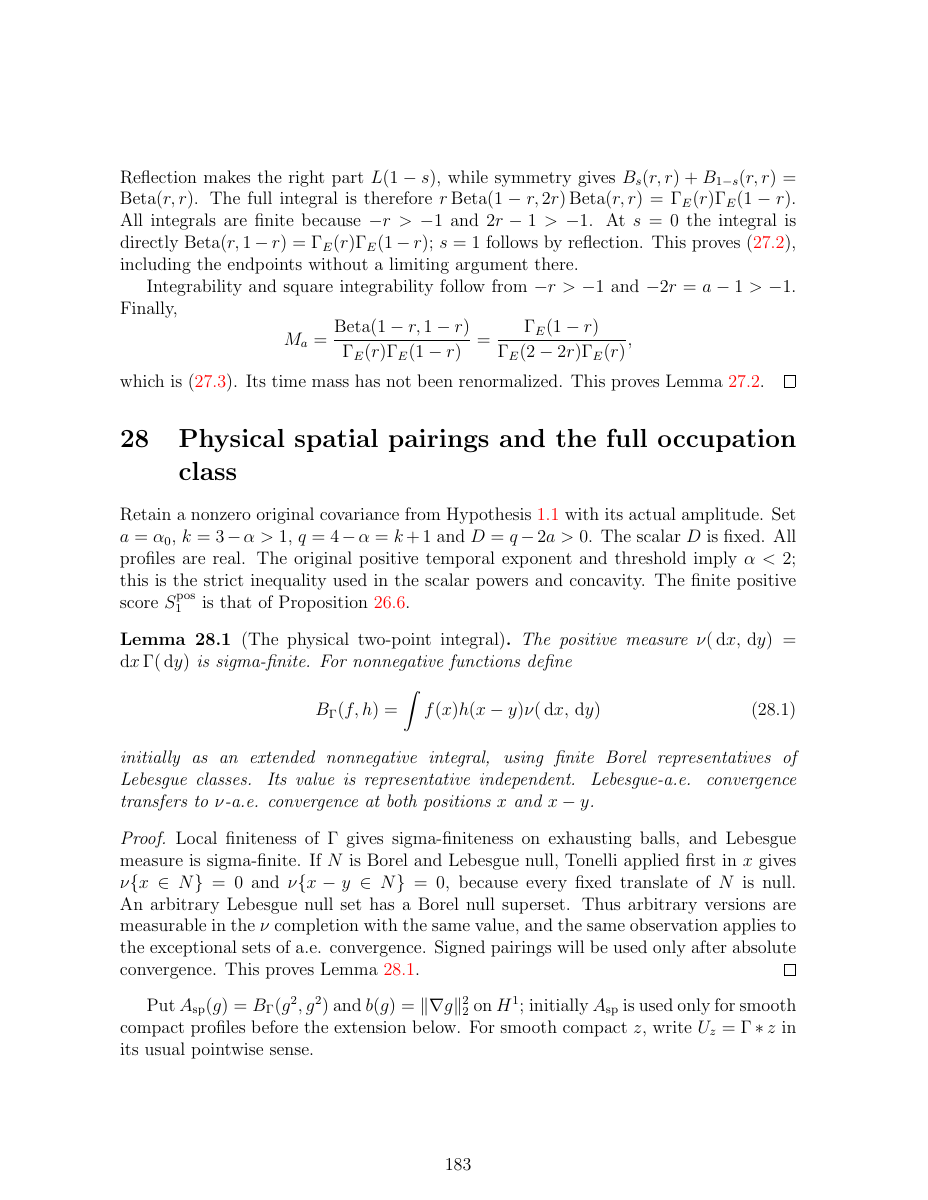 Reflection makes the right part L(1 − s), while symmetry gives B_s(r, r) + B_{1−s}(r, r) =
Beta(r, r). The full integral is therefore r Beta(1 − r, 2r) Beta(r, r) = Γ_E(r)Γ_E(1 − r).
All integrals are finite because −r > −1 and 2r − 1 > −1. At s = 0 the integral is
directly Beta(r, 1 − r) = Γ_E(r)Γ_E(1 − r); s = 1 follows by reflection. This proves (27.2),
including the endpoints without a limiting argument there.
Integrability and square integrability follow from −r > −1 and −2r = a − 1 > −1.
Finally,
M_a = Beta(1 − r, 1 − r) / Γ_E(r)Γ_E(1 − r) = Γ_E(1 − r) / Γ_E(2 − 2r)Γ_E(r),
which is (27.3). Its time mass has not been renormalized. This proves Lemma 27.2. □
28 Physical spatial pairings and the full occupation
class
Retain a nonzero original covariance from Hypothesis 1.1 with its actual amplitude. Set
a = α_0, k = 3 − α > 1, q = 4 − α = k + 1 and D = q − 2a > 0. The scalar D is fixed. All
profiles are real. The original positive temporal exponent and threshold imply α < 2;
this is the strict inequality used in the scalar powers and concavity. The finite positive
score S_1^{pos} is that of Proposition 26.6.
Lemma 28.1 (The physical two-point integral). The positive measure ν( dx, dy) =
dx Γ( dy) is sigma-finite. For nonnegative functions define
B_Γ(f, h) = ∫ f(x)h(x − y)ν( dx, dy) (28.1)
initially as an extended nonnegative integral, using finite Borel representatives of
Lebesgue classes. Its value is representative independent. Lebesgue-a.e. convergence
transfers to ν-a.e. convergence at both positions x and x − y.
Proof. Local finiteness of Γ gives sigma-finiteness on exhausting balls, and Lebesgue
measure is sigma-finite. If N is Borel and Lebesgue null, Tonelli applied first in x gives
ν{x ∈ N} = 0 and ν{x − y ∈ N} = 0, because every fixed translate of N is null.
An arbitrary Lebesgue null set has a Borel null superset. Thus arbitrary versions are
measurable in the ν completion with the same value, and the same observation applies to
the exceptional sets of a.e. convergence. Signed pairings will be used only after absolute
convergence. This proves Lemma 28.1. □
Put A_{sp}(g) = B_Γ(g², g²) and b(g) = ‖∇g‖_2^2 on H¹; initially A_{sp} is used only for smooth
compact profiles before the extension below. For smooth compact z, write U_z = Γ ∗ z in
its usual pointwise sense.
183